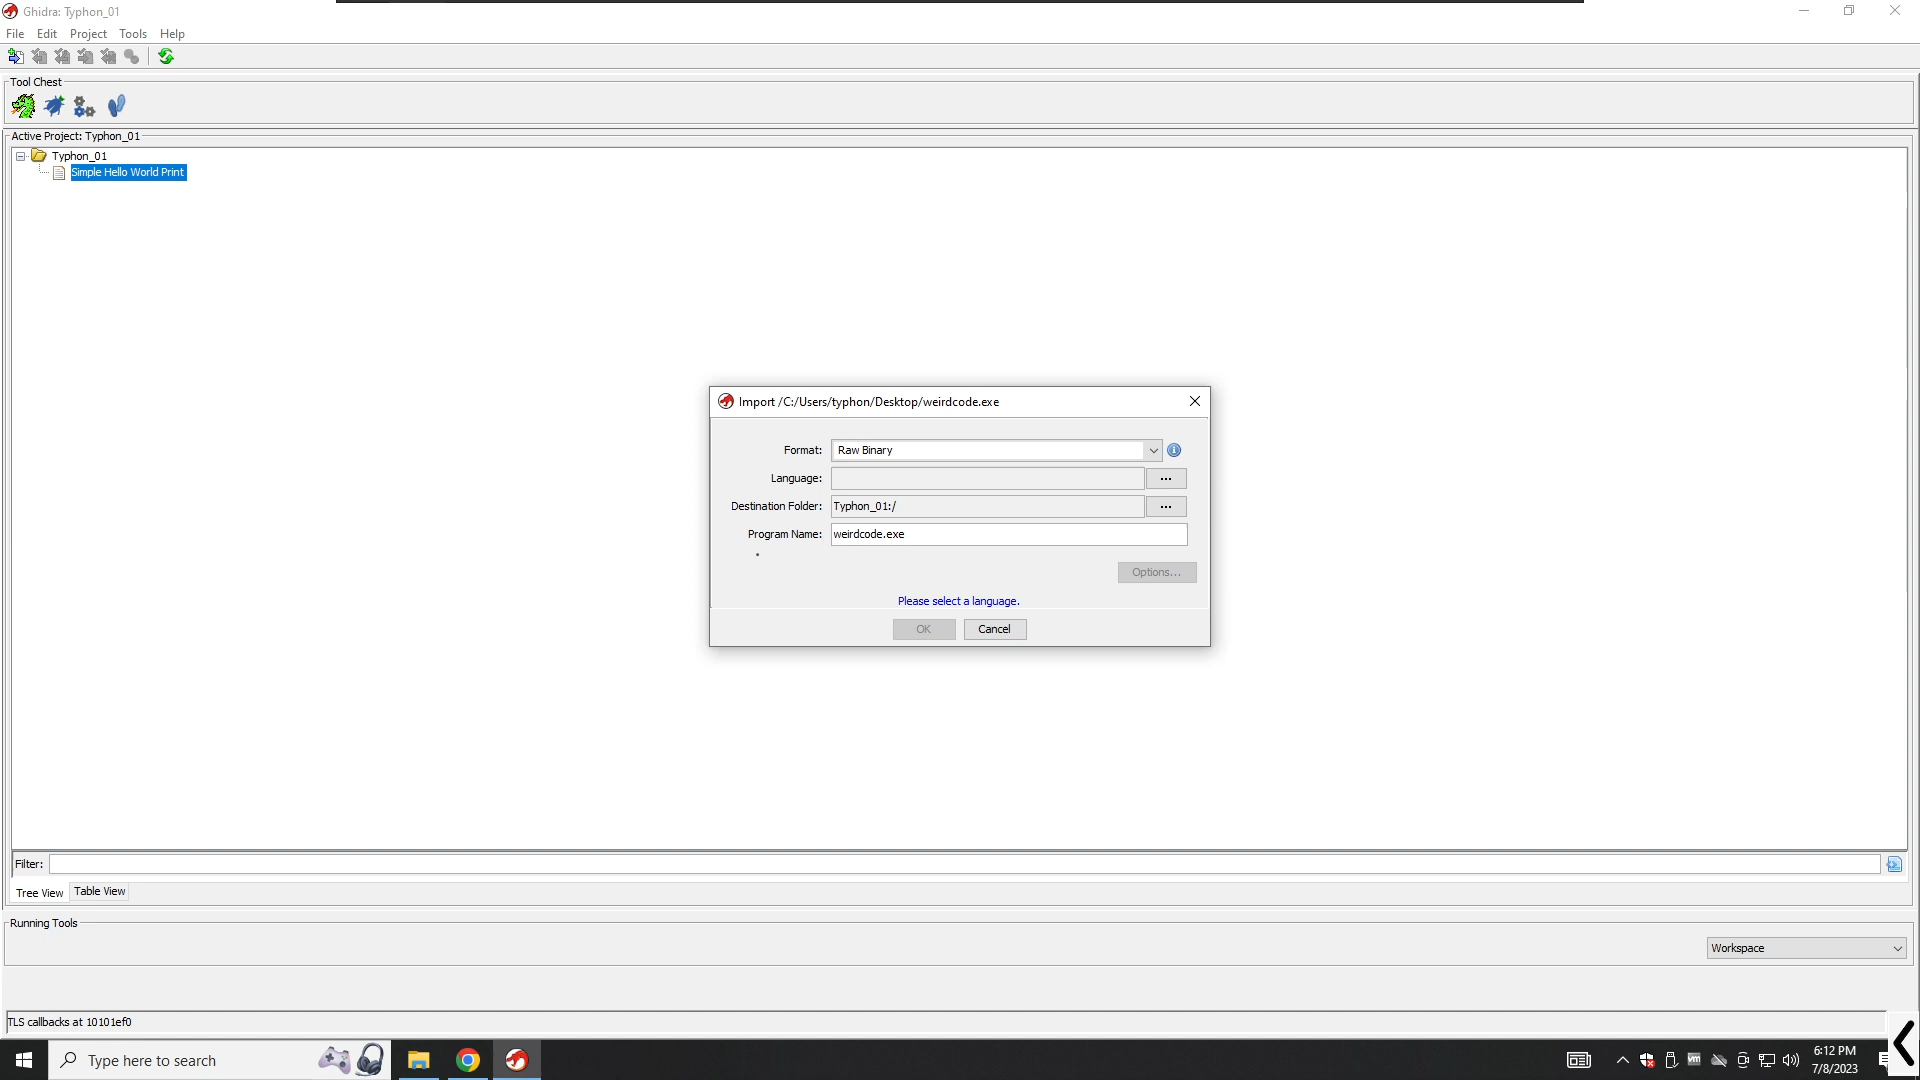 Ghidra: Typhon_01
File Edit Project Tools Help
Tool Chest
Active Project: Typhon_01
Typhon_01
Simple Hello World Print
Import /C:/Users/typhon/Desktop/weirdcode.exe
Format: Raw Binary
Language: ...
Destination Folder: Typhon_01:/ ...
Program Name: weirdcode.exe
Options...
Please select a language.
OK Cancel
Filter:
Tree View Table View
Running Tools
Workspace
TLS callbacks at 10101ef0
Type here to search
vm
6:12 PM
7/8/2023